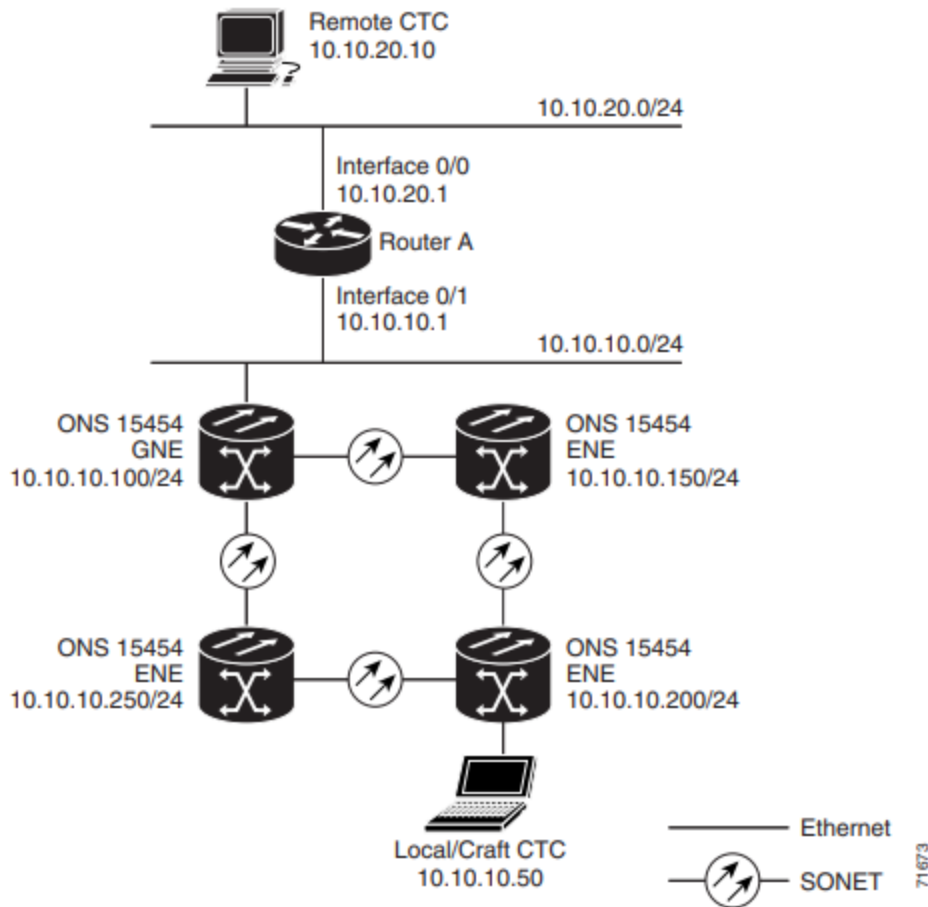 Remote CTC
10.10.20.10
10.10.20.0/24
Interface 0/0
10.10.20.1
Router A
Interface 0/1
10.10.10.1
10.10.10.0/24
ONS 15454
GNE
10.10.10.100/24
ONS 15454
ENE
10.10.10.150/24
ONS 15454
ENE
10.10.10.250/24
ONS 15454
ENE
10.10.10.200/24
Local/Craft CTC
10.10.10.50
Ethernet
SONET
71673